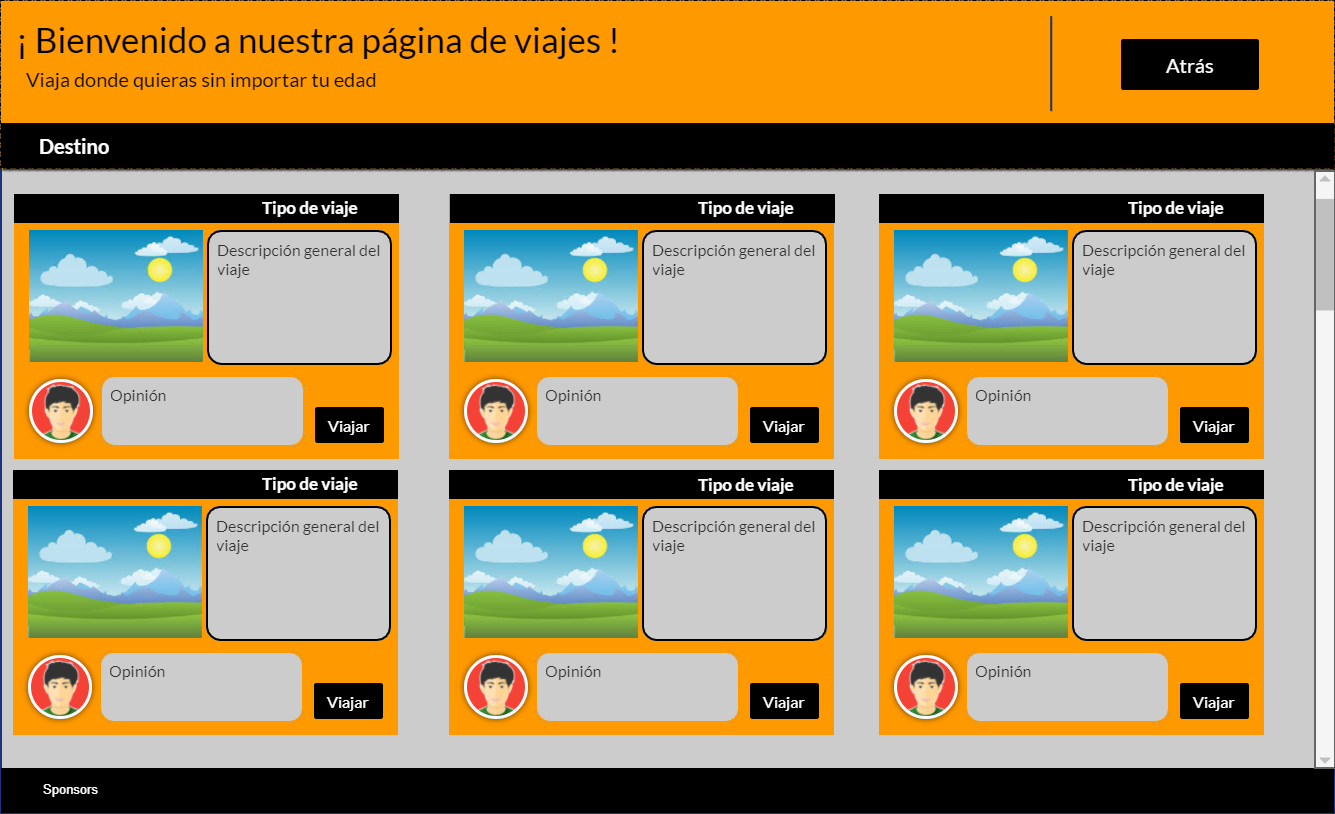 ¡ Bienvenido a nuestra página de viajes !
Viaja donde quieras sin importar tu edad
Atrás
Destino
Tipo de viaje
Descripción general del
viaje
Opinión
Viajar
Tipo de viaje
Descripción general del
viaje
Opinión
Viajar
Tipo de viaje
Descripción general del
viaje
Opinión
Viajar
Tipo de viaje
Descripción general del
viaje
Opinión
Viajar
Tipo de viaje
Descripción general del
viaje
Opinión
Viajar
Tipo de viaje
Descripción general del
viaje
Opinión
Viajar
Sponsors